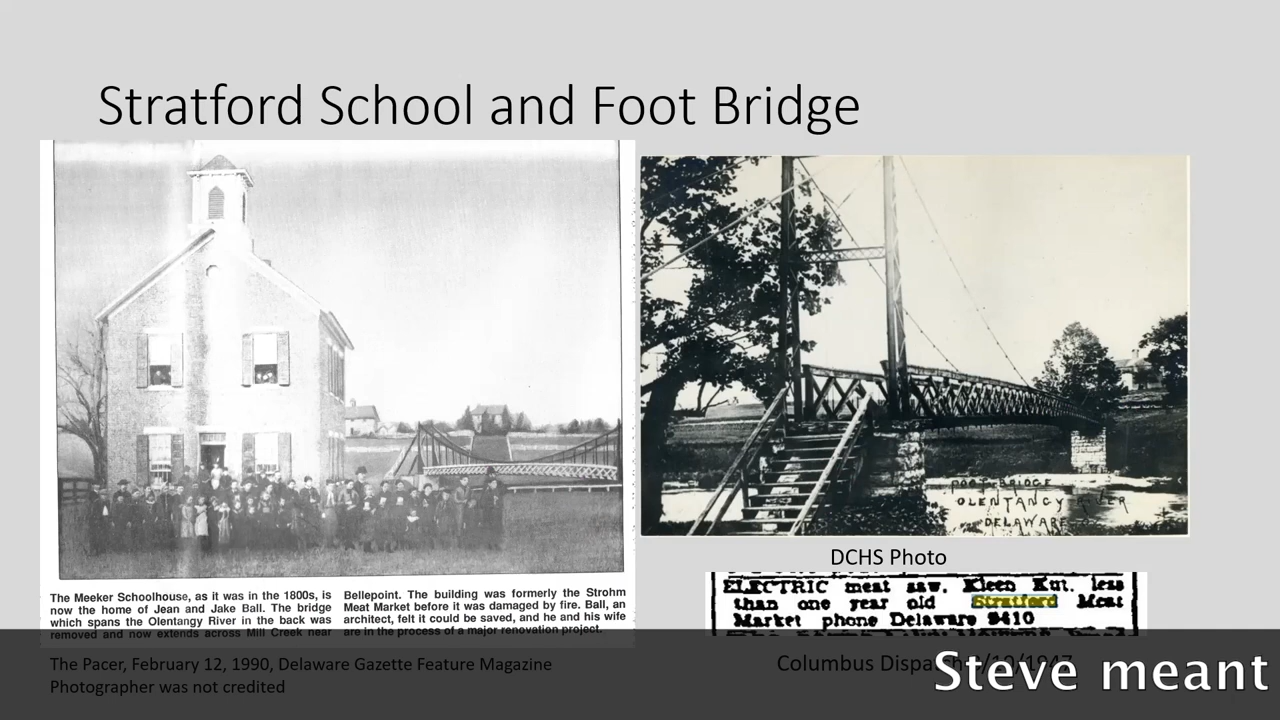 Stratford School and Foot Bridge
The Meeker Schoolhouse, as it was in the 1800s, is
now the home of Jean and Jake Ball. The bridge
which spans the Olentangy River in the back was
removed and now extends across Mill Creek near
Bellepoint. The building was formerly the Strohm
Meat Market before it was damaged by fire. Ball, an
architect, felt it could be saved, and he and his wife
are in the process of a major renovation project.
The Pacer, February 12, 1990, Delaware Gazette Feature Magazine
Photographer was not credited
FOOT BRIDGE
OLENTANGY RIVER
DELAWARE
DCHS Photo
ELECTRIC meat saw, Kleen Kut, less
than one year old Stratford Meat
Market phone Delaware 9410
Columbus
Steve meant